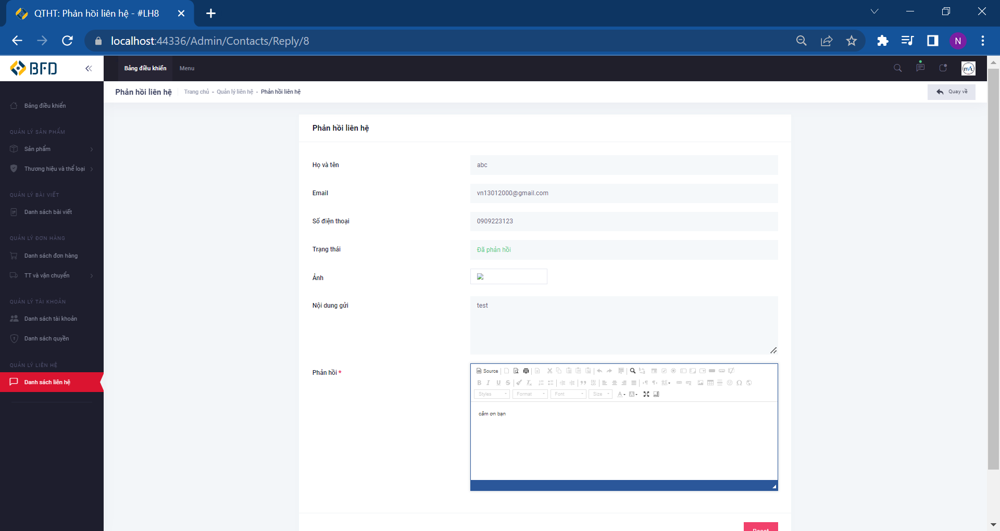 QTHT: Phản hồi liên hệ - #LH8
localhost:44336/Admin/Contacts/Reply/8
N
BFD
Bảng điều khiển
Menu
Phản hồi liên hệ
Trang chủ - Quản lý liên hệ - Phản hồi liên hệ
Quay về
Bảng điều khiển
QUẢN LÝ SẢN PHẨM
Sản phẩm
Thương hiệu và thể loại
QUẢN LÝ BÀI VIẾT
Danh sách bài viết
QUẢN LÝ ĐƠN HÀNG
Danh sách đơn hàng
TT và vận chuyển
QUẢN LÝ TÀI KHOẢN
Danh sách tài khoản
Danh sách quyền
QUẢN LÝ LIÊN HỆ
Danh sách liên hệ
Phản hồi liên hệ
Họ và tên
abc
Email
vn13012000@gmail.com
Số điện thoại
0909223123
Trạng thái
Đã phản hồi
Ảnh
Nội dung gửi
test
Phản hồi *
Source
Styles
Format
Font
Size
cảm ơn bạn
Reset